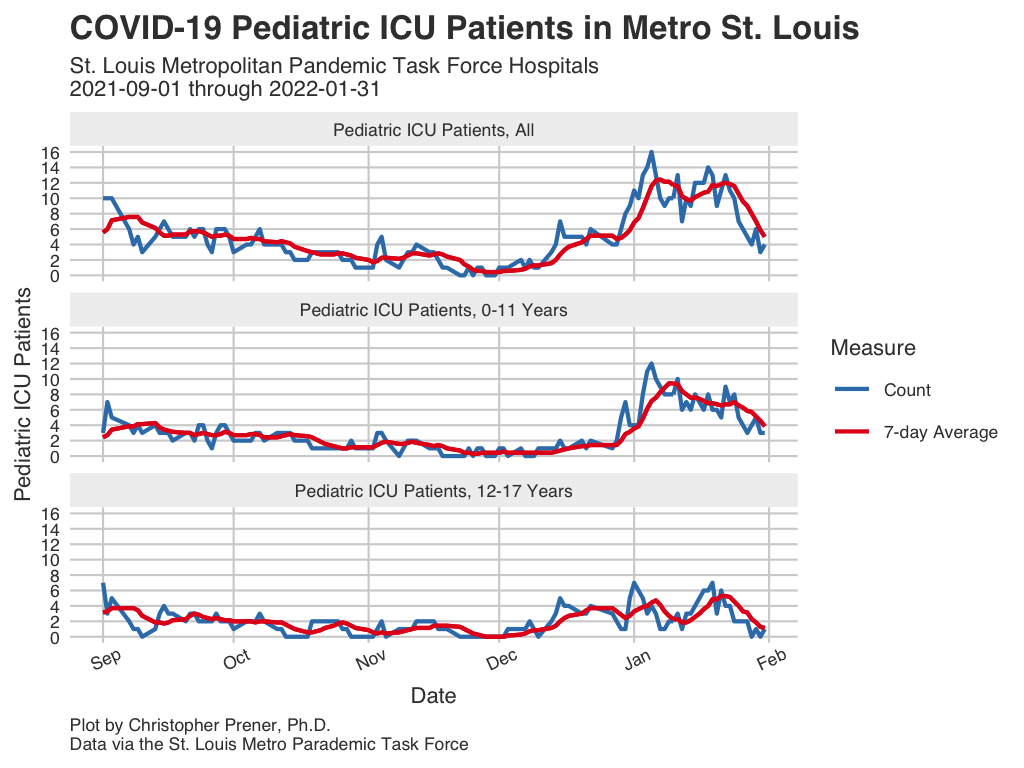 COVID-19 Pediatric ICU Patients in Metro St. Louis
St. Louis Metropolitan Pandemic Task Force Hospitals
2021-09-01 through 2022-01-31
Pediatric ICU Patients
Pediatric ICU Patients, All
16
14
12
10
8
6
4
2
0
Pediatric ICU Patients, 0-11 Years
16
14
12
10
8
6
4
2
0
Pediatric ICU Patients, 12-17 Years
16
14
12
10
8
6
4
2
0
Sep
Oct
Nov
Dec
Jan
Feb
Date
Measure
Count
7-day Average
Plot by Christopher Prener, Ph.D.
Data via the St. Louis Metro Parademic Task Force